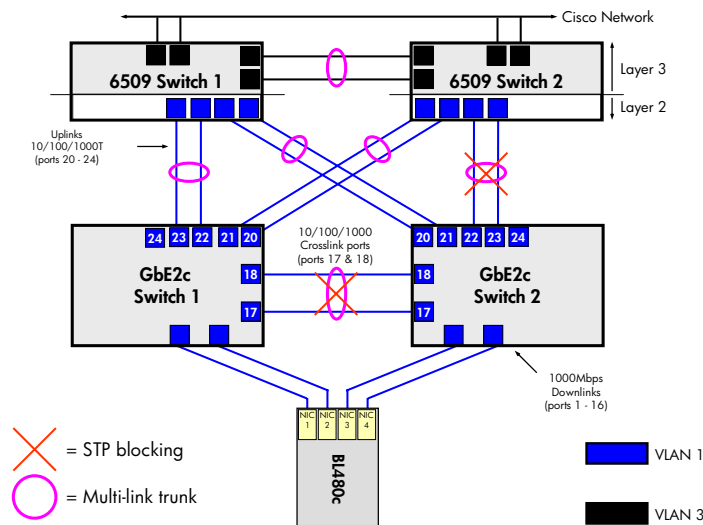 Cisco Network
6509 Switch 1
6509 Switch 2
Layer 3
Layer 2
Uplinks
10/100/1000T
(ports 20 - 24)
24
23
22
21
20
10/100/1000
Crosslink ports
(ports 17 & 18)
20
21
22
23
24
GbE2c
Switch 1
18
17
18
17
GbE2c
Switch 2
1000Mbps
Downlinks
(ports 1 - 16)
NIC
1
NIC
2
NIC
3
NIC
4
BL480c
= STP blocking
= Multi-link trunk
VLAN 1
VLAN 3